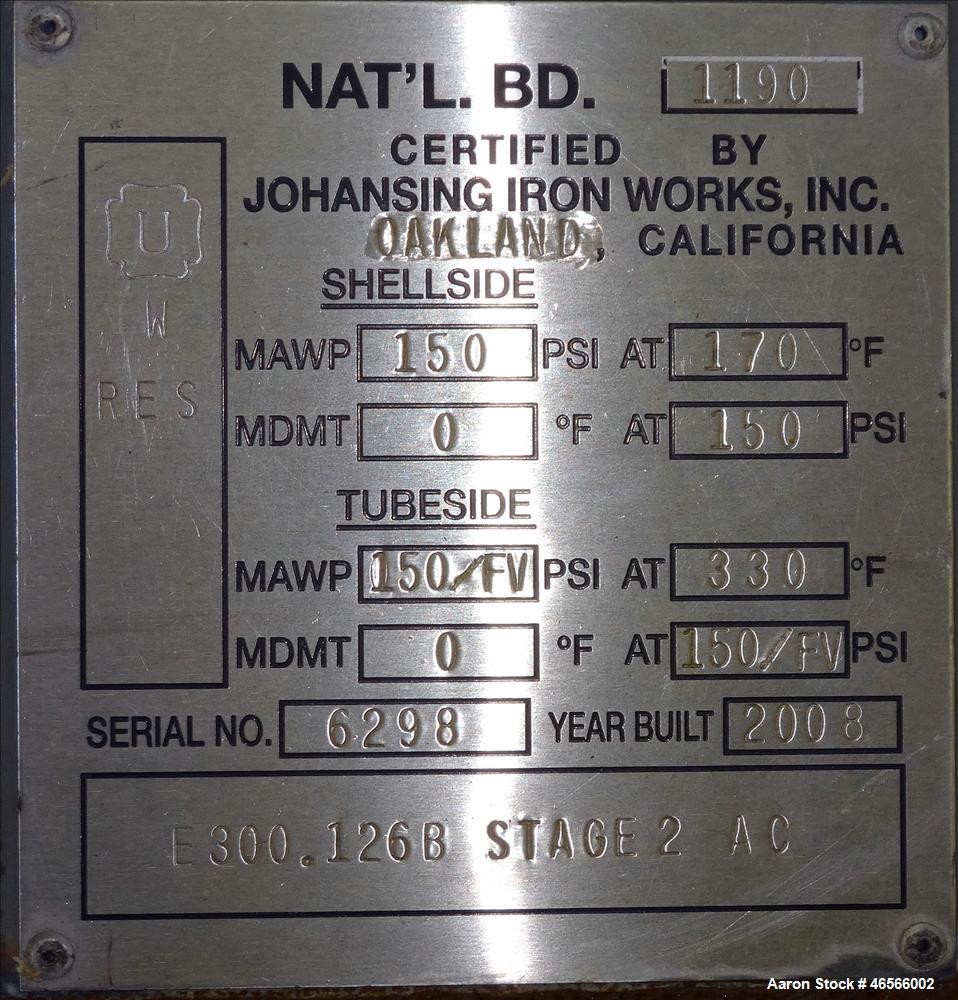 NAT'L. BD. 1190
CERTIFIED BY
JOHANSING IRON WORKS, INC.
OAKLAND, CALIFORNIA
U
W
RES
SHELLSIDE
MAWP 150 PSI AT 170 °F
MDMT 0 °F AT 150 PSI
TUBESIDE
MAWP 150/FV PSI AT 330 °F
MDMT 0 °F AT 150/FV PSI
SERIAL NO. 6298 YEAR BUILT 2008
E300.126B STAGE 2 AC
Aaron Stock # 46566002